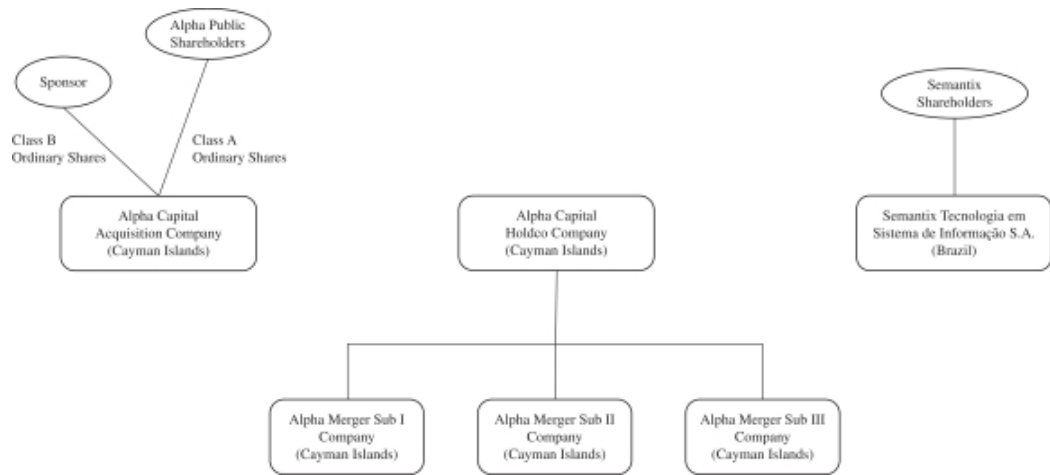 Alpha Public
Shareholders
Sponsor
Semantix
Shareholders
Class B
Ordinary Shares
Class A
Ordinary Shares
Alpha Capital
Acquisition Company
(Cayman Islands)
Alpha Capital
Holdco Company
(Cayman Islands)
Semantix Tecnologia em
Sistema de Informação S.A.
(Brazil)
Alpha Merger Sub I
Company
(Cayman Islands)
Alpha Merger Sub II
Company
(Cayman Islands)
Alpha Merger Sub III
Company
(Cayman Islands)